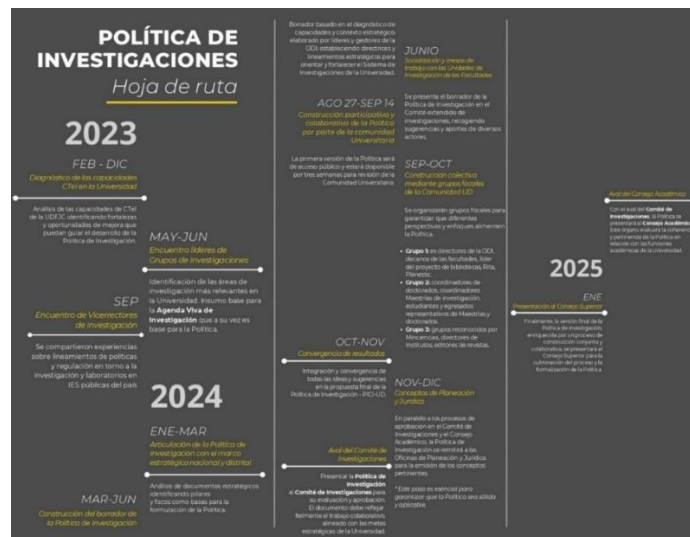 POLÍTICA DE
INVESTIGACIONES
Hoja de ruta
2023
FEB - DIC
Diagnóstico de las capacidades
CTeI en la Universidad
Análisis de las capacidades de CTeI
de la UDFJC identificando fortalezas
y oportunidades de mejora que
puedan guiar el desarrollo de la
Política de Investigación.
MAY-JUN
Encuentro líderes de
Grupos de Investigaciones
Identificación de las áreas de
investigación más relevantes en
la Universidad. Insumo base para
la Agenda Viva de
Investigación que a su vez es
base para la Política.
SEP
Encuentro de Vicerrectores
de Investigación
Se compartieron experiencias
sobre lineamientos de políticas
y regulación en torno a la
investigación y laboratorios en
IES públicas del país
2024
ENE-MAR
Articulación de la Política de
Investigación con el marco
estratégico nacional y distrital
Análisis de documentos estratégicos
identificando pilares
y focos como bases para la
formulación de la Política.
MAR-JUN
Construcción del borrador de
la Política de Investigación
Borrador basado en el diagnóstico de
capacidades y contexto estratégico
elaborado por líderes y gestores de la
ODI; estableciendo directrices y
lineamientos estratégicos para
orientar y fortalecer el Sistema de
Investigaciones de la Universidad.
JUNIO
Socialización y mesas de
trabajo con las Unidades de
Investigación de las Facultades
Se presenta el borrador de la
Política de Investigación en el
Comité extendido de
investigaciones, recogiendo
sugerencias y aportes de diversos
actores.
AGO 27-SEP 14
Construcción participativa y
colaborativa de la Política
por parte de la comunidad
Universitaria
La primera versión de la Política será
de acceso público y estará disponible
por tres semanas para revisión de la
Comunidad Universitaria.
SEP-OCT
Construcción colectiva
mediante grupos focales
de la Comunidad UD
Se organizarán grupos focales para
garantizar que diferentes
perspectivas y enfoques alimenten
la Política.
• Grupo 1: ex directores de la ODI,
decanos de las facultades, líder
del proyecto de bibliotecas, Rita,
Planestic.
• Grupo 2: coordinadores de
doctorados, coordinadores
Maestrías de investigación,
estudiantes y egresados
representativos de Maestrías y
doctorados.
• Grupo 3: grupos reconocidos por
Minciencias, directores de
Institutos, editores de revistas.
OCT-NOV
Convergencia de resultados
Integración y convergencia de
todas las ideas y sugerencias
en la propuesta final de la
Política de Investigación - PICI-UD.
NOV-DIC
Conceptos de Planeación
y Jurídica
En paralelo a los procesos de
aprobación en el Comité de
Investigaciones y el Consejo
Académico, la Política de
Investigación se remitirá a las
Oficinas de Planeación y Jurídica
para la emisión de los conceptos
pertinentes.
* Este paso es esencial para
garantizar que la Política sea sólida
y aplicable.
Aval del Comité de
Investigaciones
Presentar la Política de
Investigación
al Comité de Investigaciones para
su evaluación y aprobación.
El documento debe reflejar
fielmente el trabajo colaborativo,
alineado con las metas
estratégicas de la Universidad.
Aval del Consejo Académico
Con el aval del Comité de
Investigaciones, la Política se
presentará al Consejo Académico.
Este órgano evaluará la coherencia
y pertinencia de la Política en
relación con las funciones
académicas de la Universidad.
2025
ENE
Presentación al Consejo Superior
Finalmente, la versión final de la
Política de Investigación,
enriquecida por un proceso de
construcción conjunta y
colaborativa, se presentará al
Consejo Superior para la
culminación del proceso y la
formalización de la Política.